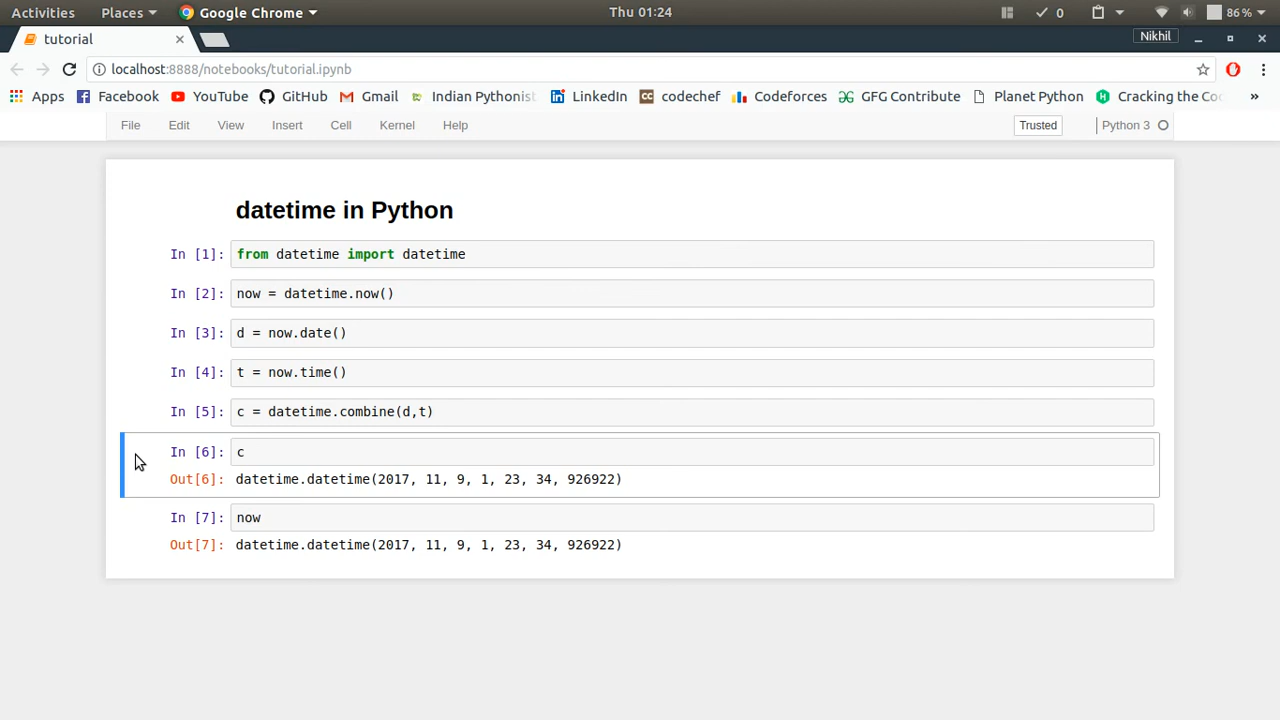 Activities Places Google Chrome Thu 01:24 0 86%
tutorial Nikhil
localhost:8888/notebooks/tutorial.ipynb
Apps Facebook YouTube GitHub Gmail Indian Pythonist LinkedIn codechef Codeforces GFG Contribute Planet Python Cracking the Co »
File Edit View Insert Cell Kernel Help Trusted Python 3
datetime in Python
In [1]: from datetime import datetime
In [2]: now = datetime.now()
In [3]: d = now.date()
In [4]: t = now.time()
In [5]: c = datetime.combine(d,t)
In [6]: c
Out[6]: datetime.datetime(2017, 11, 9, 1, 23, 34, 926922)
In [7]: now
Out[7]: datetime.datetime(2017, 11, 9, 1, 23, 34, 926922)